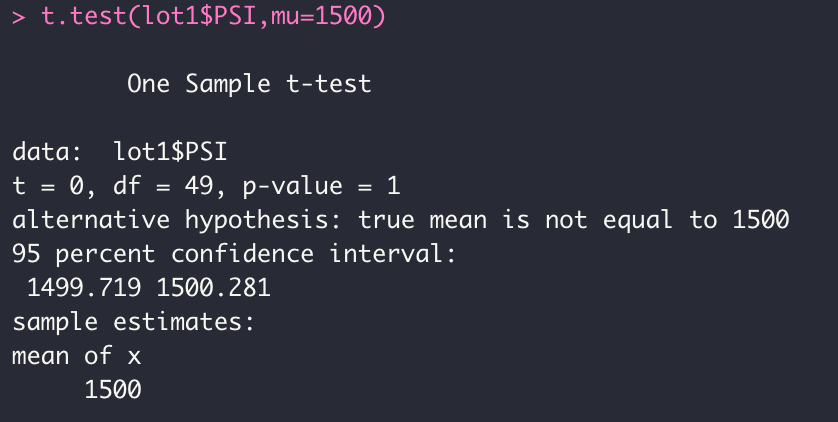 > t.test(lot1$PSI,mu=1500)
One Sample t-test
data:  lot1$PSI
t = 0, df = 49, p-value = 1
alternative hypothesis: true mean is not equal to 1500
95 percent confidence interval:
1499.719 1500.281
sample estimates:
mean of x
1500